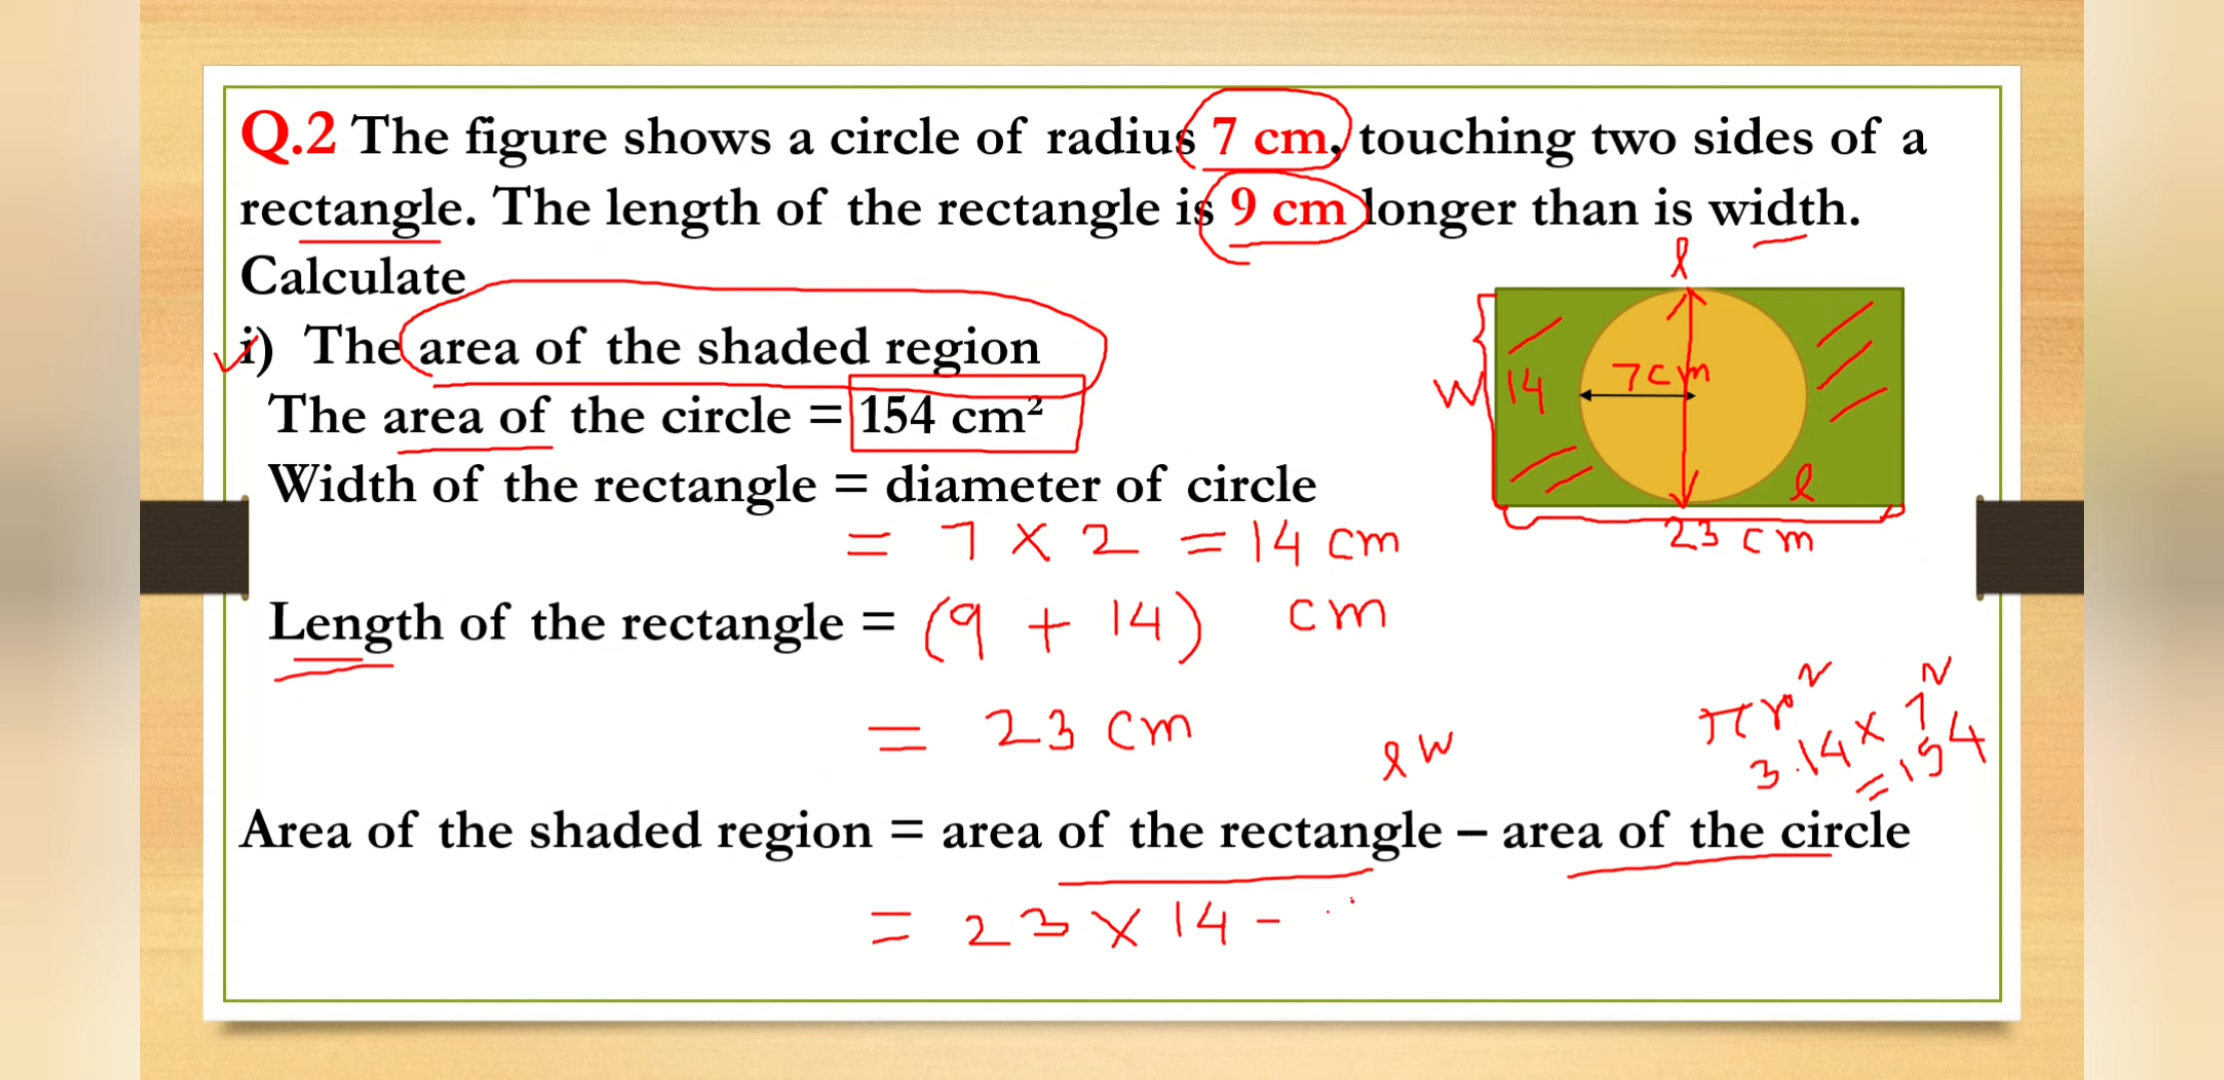 Q.2 The figure shows a circle of radius 7 cm, touching two sides of a
rectangle. The length of the rectangle is 9 cm longer than is width.
Calculate
i) The area of the shaded region
The area of the circle = 154 cm²
Width of the rectangle = diameter of circle
= 7 × 2 = 14 cm
Length of the rectangle = (9 + 14) cm
= 23 cm
l
W 14 7cm
l
23 cm
πr²
3.14 × 7²
= 154
l w
Area of the shaded region = area of the rectangle – area of the circle
= 23 × 14 –